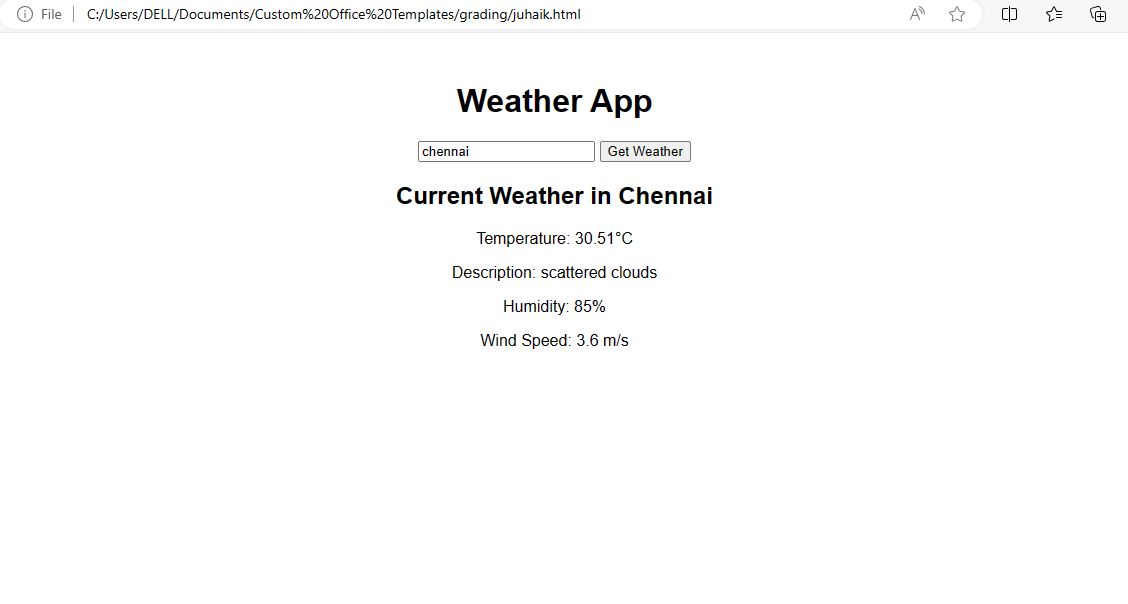 File C:/Users/DELL/Documents/Custom%20Office%20Templates/grading/juhaik.html A
Weather App
chennai Get Weather
Current Weather in Chennai
Temperature: 30.51°C
Description: scattered clouds
Humidity: 85%
Wind Speed: 3.6 m/s